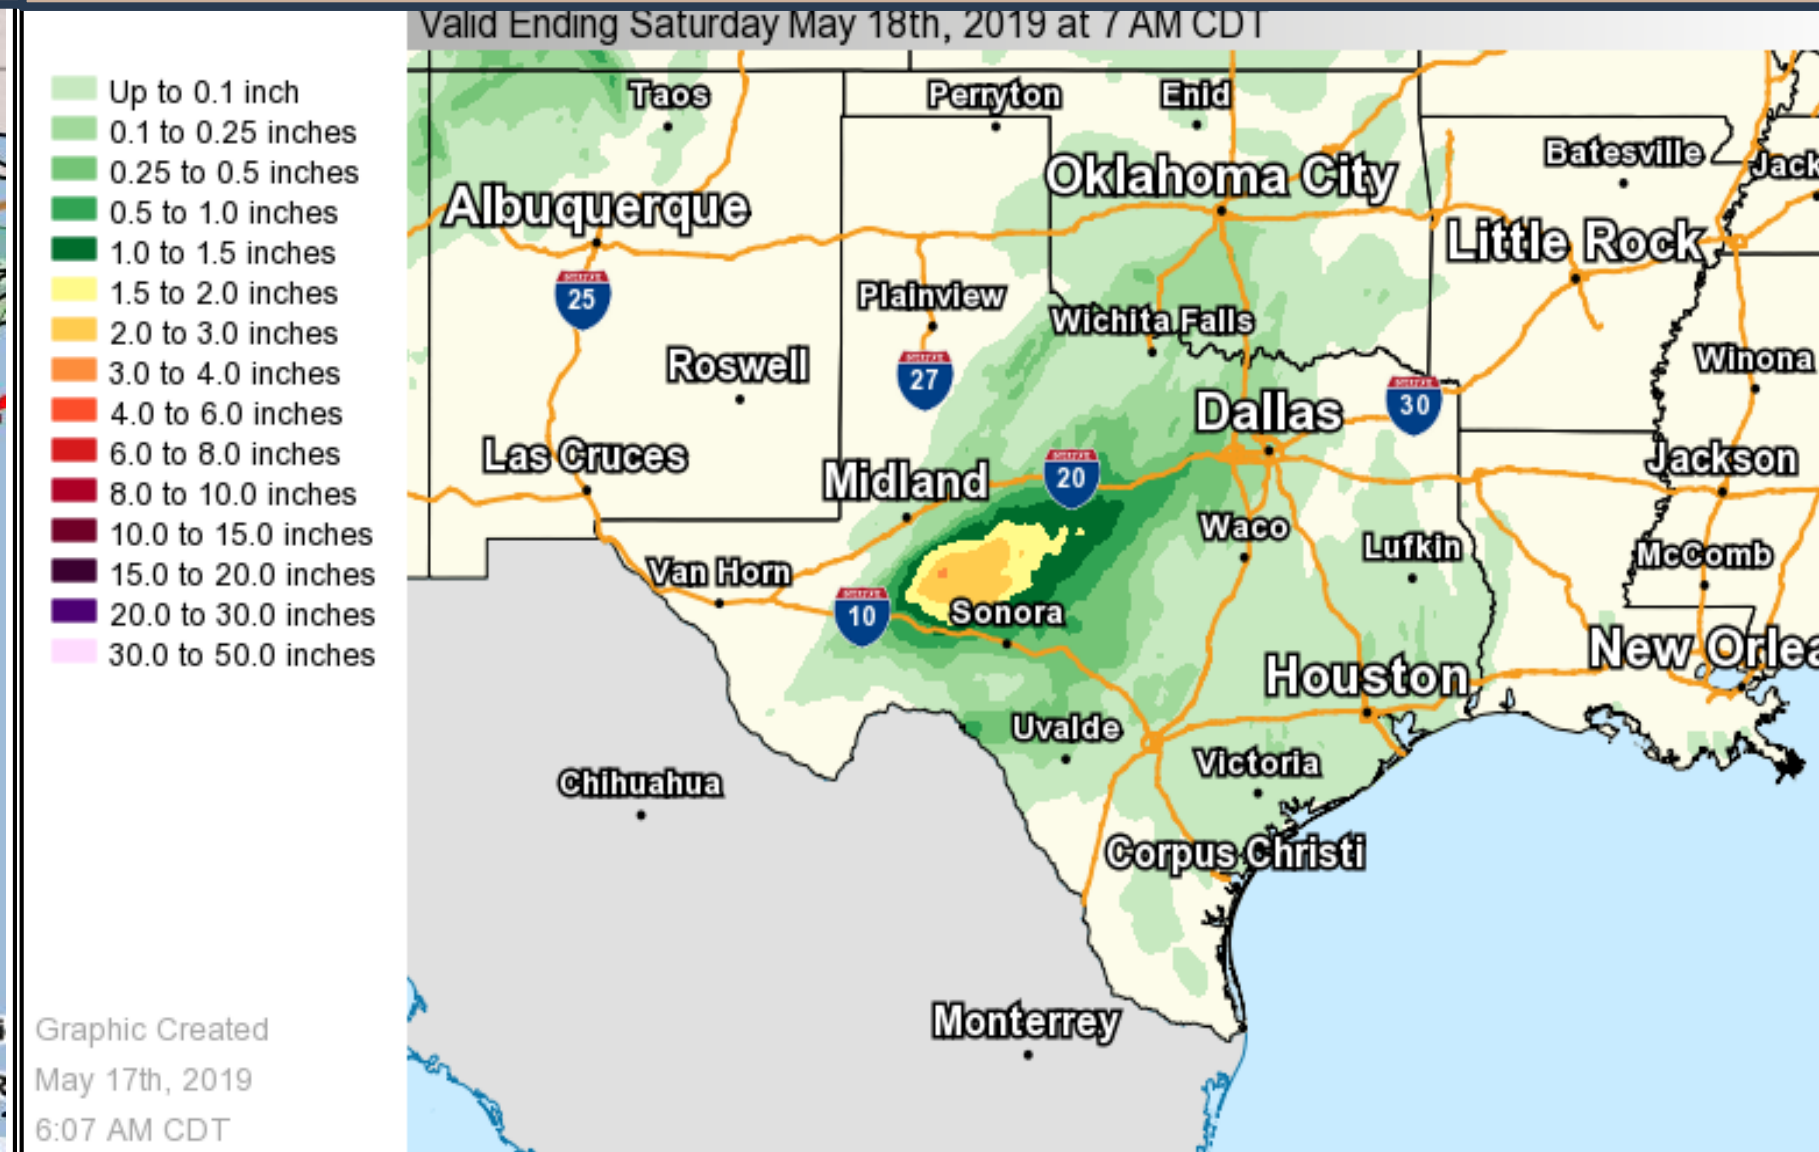 Valid Ending Saturday May 18th, 2019 at 7 AM CDT
Up to 0.1 inch
0.1 to 0.25 inches
0.25 to 0.5 inches
0.5 to 1.0 inches
1.0 to 1.5 inches
1.5 to 2.0 inches
2.0 to 3.0 inches
3.0 to 4.0 inches
4.0 to 6.0 inches
6.0 to 8.0 inches
8.0 to 10.0 inches
10.0 to 15.0 inches
15.0 to 20.0 inches
20.0 to 30.0 inches
30.0 to 50.0 inches
Graphic Created
May 17th, 2019
6:07 AM CDT
Taos
Perryton
Enid
Batesville
Jack
Oklahoma City
Albuquerque
Little Rock
25
Plainview
Wichita Falls
Roswell
27
Winona
30
Dallas
Las Cruces
Midland
20
Jackson
Waco
Lufkin
McComb
Van Horn
10
Sonora
New Orlea
Houston
Uvalde
Victoria
Chihuahua
Corpus Christi
Monterrey